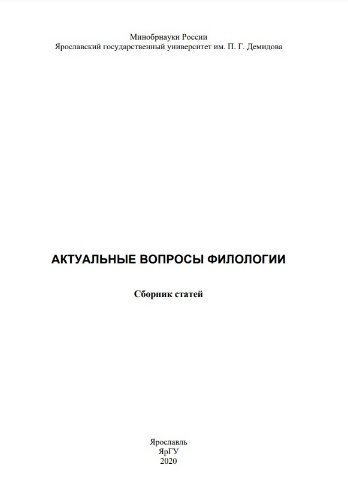 Минобрнауки России
Ярославский государственный университет им. П. Г. Демидова
АКТУАЛЬНЫЕ ВОПРОСЫ ФИЛОЛОГИИ
Сборник статей
Ярославль
ЯрГУ
2020